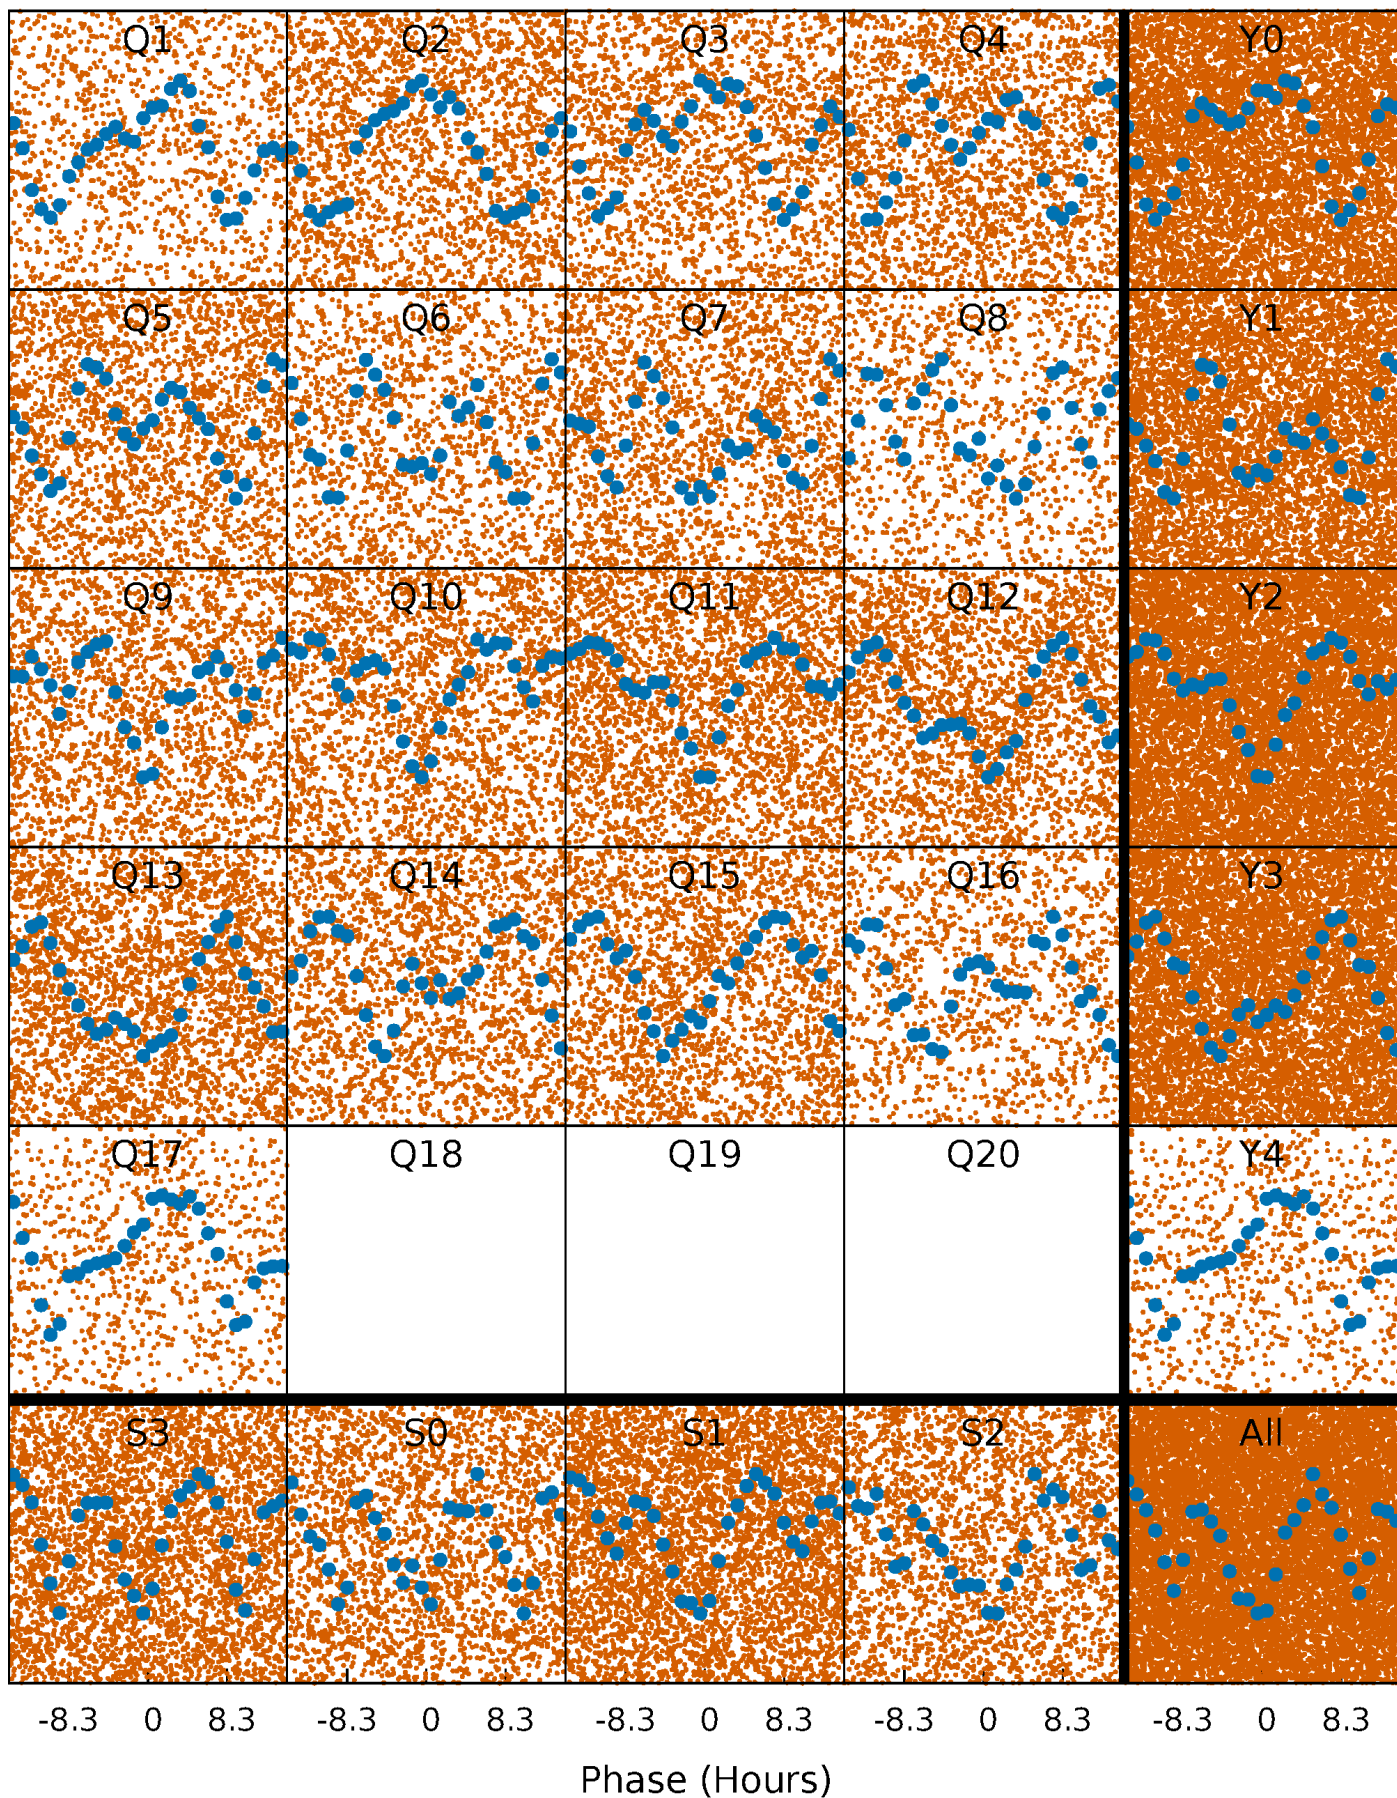 Q1 Q2 Q3 Q4 Y0
Q5 Q6 Q7 Q8 Y1
Q9 Q10 Q11 Q12 Y2
Q13 Q14 Q15 Q16 Y3
Q17 Q18 Q19 Q20 Y4
S3 S0 S1 S2 All
-8.3 0 8.3 -8.3 0 8.3 -8.3 0 8.3 -8.3 0 8.3 -8.3 0 8.3
Phase (Hours)